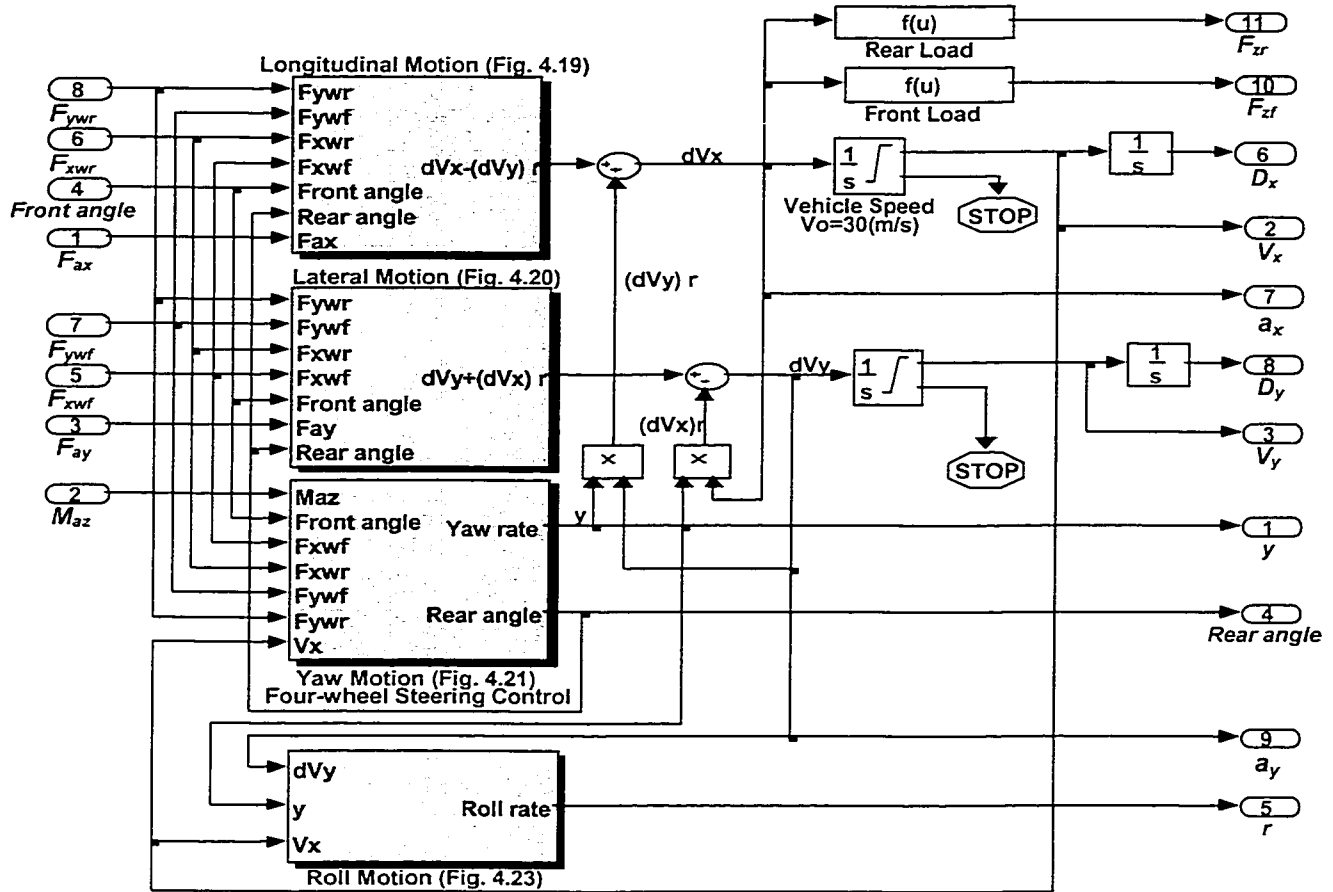 8
Fywr
6
Fxwr
4
Front angle
1
Fax
7
Fywf
5
Fxwf
3
Fay
2
Maz
Longitudinal Motion (Fig. 4.19)
Fywr
Fywf
Fxwr
Fxwf
Front angle
Rear angle
Fax
dVx-(dVy) r
Lateral Motion (Fig. 4.20)
Fywr
Fywf
Fxwr
Fxwf
Front angle
Fay
Rear angle
dVy+(dVx) r
Maz
Front angle
Fxwf
Fxwr
Fywf
Fywr
Vx
Yaw rate
Rear angle
Yaw Motion (Fig. 4.21)
Four-wheel Steering Control
dVy
y
Vx
Roll rate
Roll Motion (Fig. 4.23)
+-
dVx
(dVy) r
+-
dVy
(dVx)r
×
×
y
f(u)
Rear Load
f(u)
Front Load
1
s
Vehicle Speed
Vo=30(m/s)
STOP
1
s
1
s
STOP
1
s
11
Fzr
10
Fzf
6
Dx
2
Vx
7
ax
8
Dy
3
Vy
1
y
4
Rear angle
9
ay
5
r